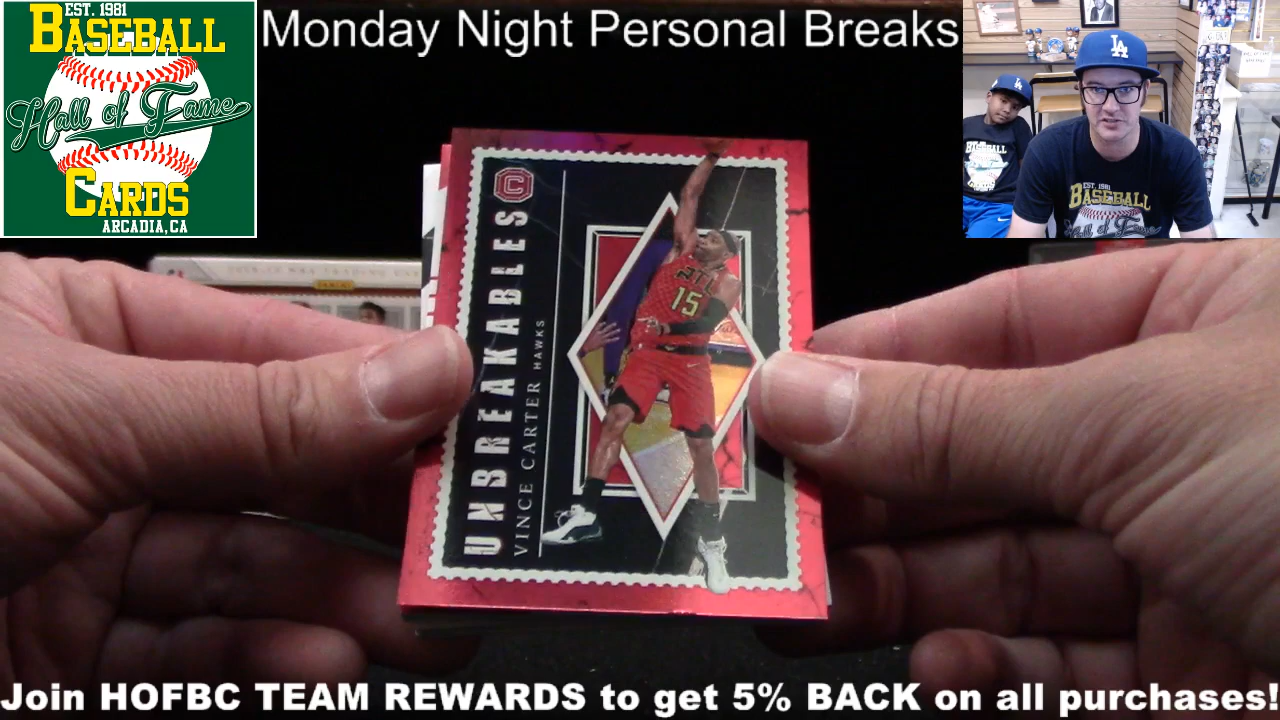 EST. 1981
BASEBALL
Hall of Fame
CARDS
ARCADIA,CA
Monday Night Personal Breaks
LA
LA
BASEBALL
EST. 1981
BASEBALL
Hall of Fame
C
UNBREAKABLES
VINCE CARTER HAWKS
ATL
15
PANINI
Join HOFBC TEAM REWARDS to get 5% BACK on all purchases!